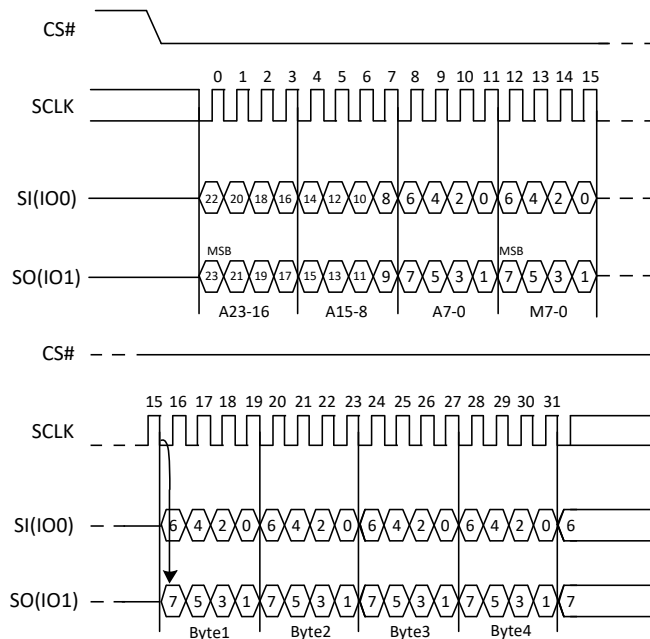 CS#
0 1 2 3 4 5 6 7 8 9 10 11 12 13 14 15
SCLK
SI(IO0) 22 20 18 16 14 12 10 8 6 4 2 0 6 4 2 0
MSB MSB
SO(IO1) 23 21 19 17 15 13 11 9 7 5 3 1 7 5 3 1
A23-16 A15-8 A7-0 M7-0
CS#
15 16 17 18 19 20 21 22 23 24 25 26 27 28 29 30 31
SCLK
SI(IO0) 6 4 2 0 6 4 2 0 6 4 2 0 6 4 2 0 6
SO(IO1) 7 5 3 1 7 5 3 1 7 5 3 1 7 5 3 1 7
Byte1 Byte2 Byte3 Byte4